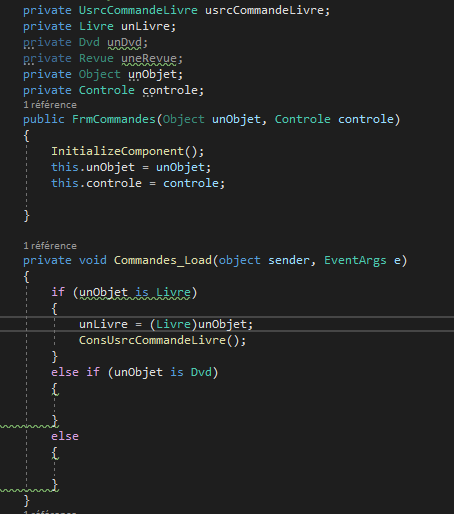 private UsrcCommandeLivre usrcCommandeLivre;
private Livre unLivre;
private Dvd unDvd;
private Revue uneRevue;
private Object unObjet;
private Controle controle;
1 référence
public FrmCommandes(Object unObjet, Controle controle)
{
InitializeComponent();
this.unObjet = unObjet;
this.controle = controle;
}
1 référence
private void Commandes_Load(object sender, EventArgs e)
{
if (unObjet is Livre)
{
unLivre = (Livre)unObjet;
ConsUsrcCommandeLivre();
}
else if (unObjet is Dvd)
{
}
else
{
}
}
1 référence